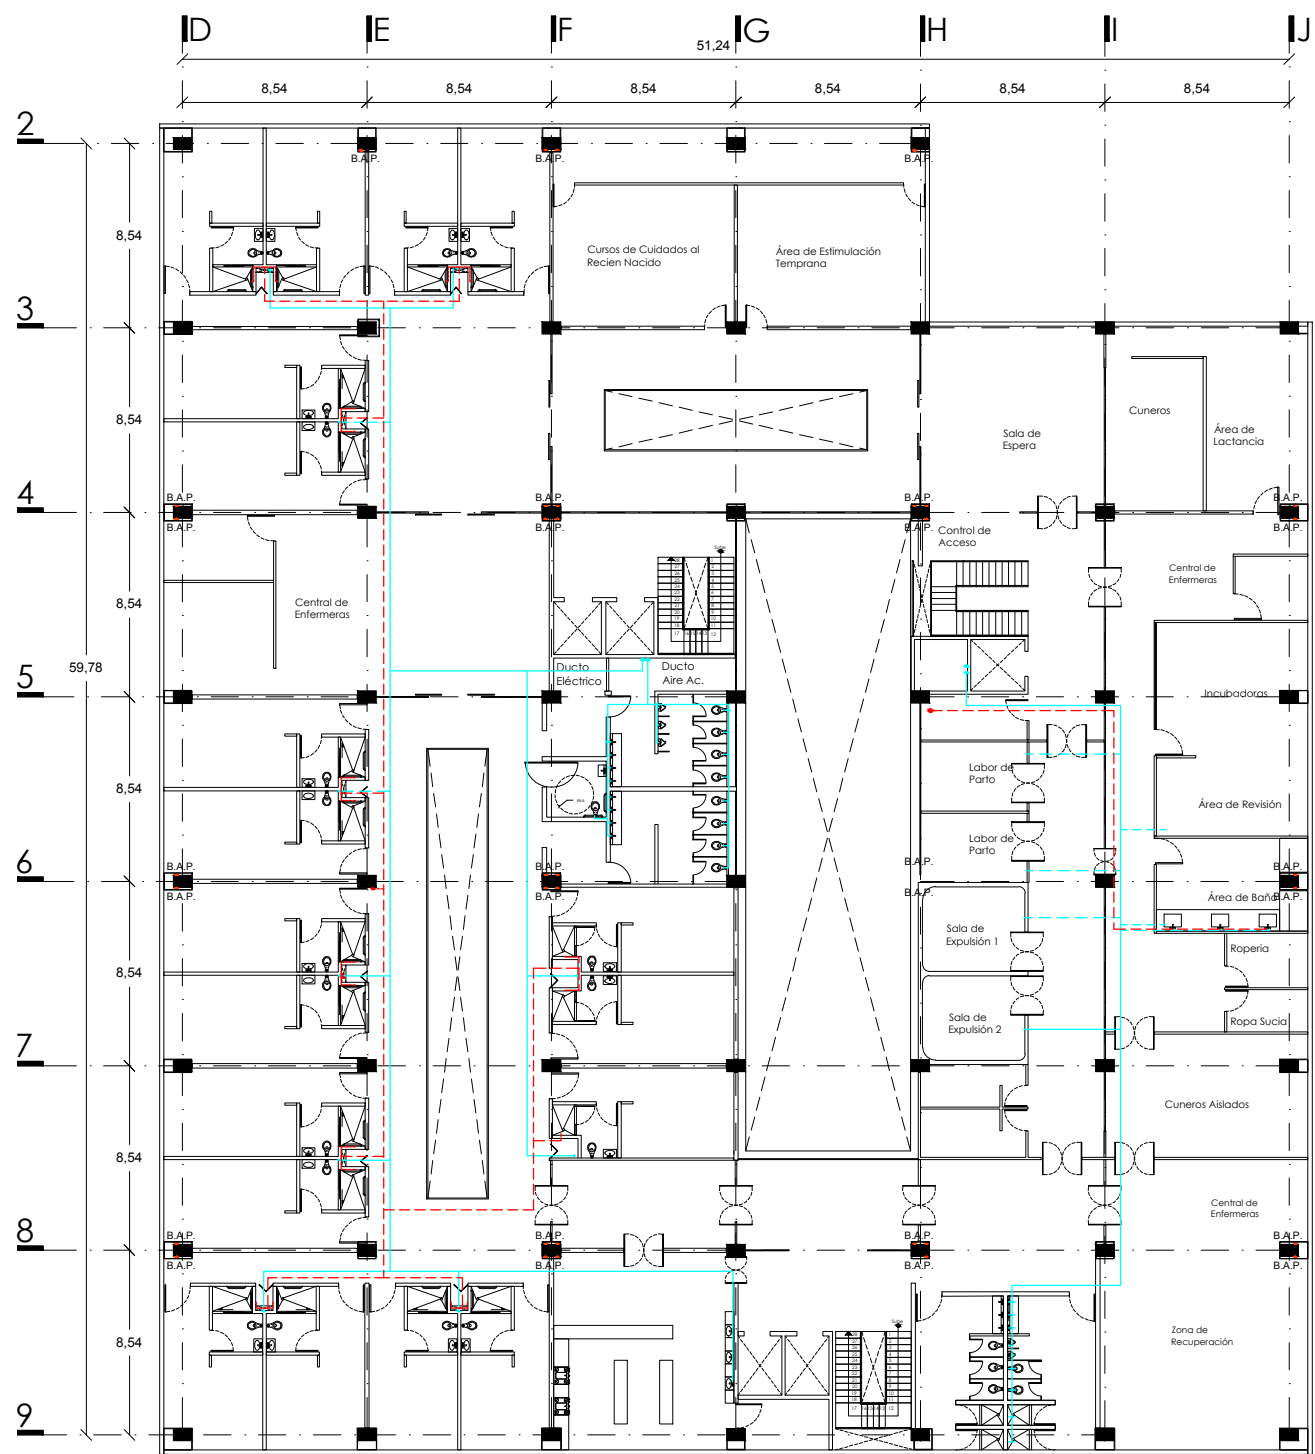 D E F G H I J
51,24
8,54 8,54 8,54 8,54 8,54 8,54
2
B.A.P. B.A.P. B.A.P.
8,54
Cursos de Cuidados al
Recien Nacido
Área de Estimulación
Temprana
3
8,54
Cuneros
Sala de
Espera
Área de
Lactancia
4
B.A.P. B.A.P. B.A.P. B.A.P.
B.A.P. B.A.P. B.A.P. B.A.P.
Control de
Acceso
Sube
Central de
Enfermeras
8,54
Central de
Enfermeras
59,78
Ducto
Eléctrico
Ducto
Aire Ac.
5
Incubadoras
Labor de
Parto
8,54
Área de Revisión
Labor de
Parto
6
B.A.P. B.A.P. B.A.P. B.A.P.
B.A.P. B.A.P. B.A.P. B.A.P.
Área de Baño
Sala de
Expulsión 1
Roperia
8,54
Sala de
Expulsión 2
Ropa Sucia
7
Cuneros Aislados
8,54
Central de
Enfermeras
8
B.A.P. B.A.P. B.A.P. B.A.P.
B.A.P. B.A.P. B.A.P. B.A.P.
Sube
Zona de
Recuperación
8,54
9